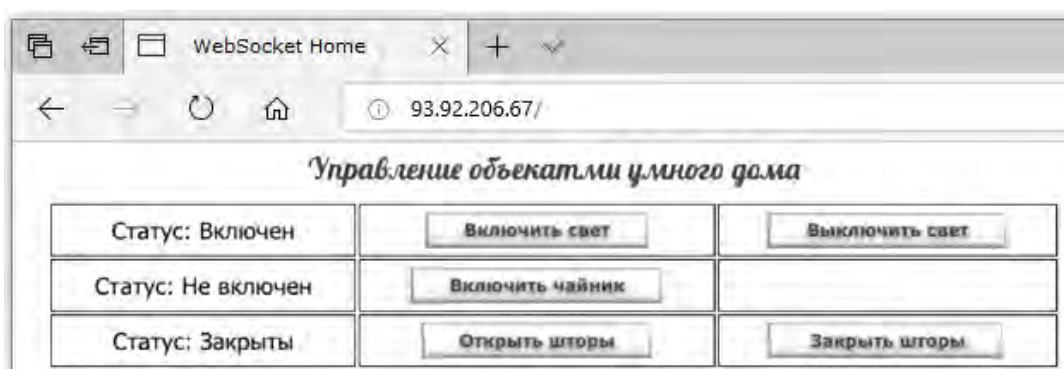 WebSocket Home
93.92.206.67/
Управление объекатми умного дома
Статус: Включен Включить свет Выключить свет
Статус: Не включен Включить чайник
Статус: Закрыты Открыть шторы Закрыть шторы